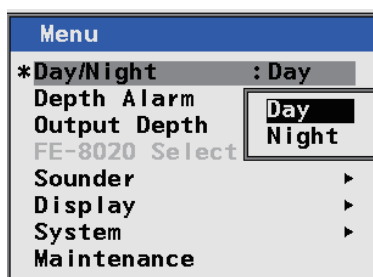 Menu
*Day/Night : Day
Depth Alarm
Day
Output Depth
Night
FE-8020 Select
Sounder ▸
Display ▸
System ▸
Maintenance